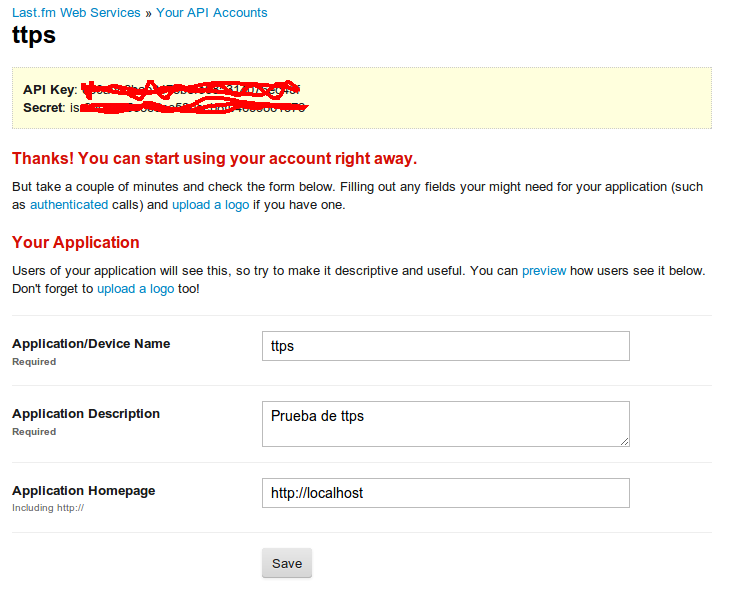 Last.fm Web Services » Your API Accounts
ttps
API Key:
Secret: is
Thanks! You can start using your account right away.
But take a couple of minutes and check the form below. Filling out any fields your might need for your application (such
as authenticated calls) and upload a logo if you have one.
Your Application
Users of your application will see this, so try to make it descriptive and useful. You can preview how users see it below.
Don't forget to upload a logo too!
Application/Device Name
ttps
Required
Application Description
Prueba de ttps
Required
Application Homepage
http://localhost
Including http://
Save